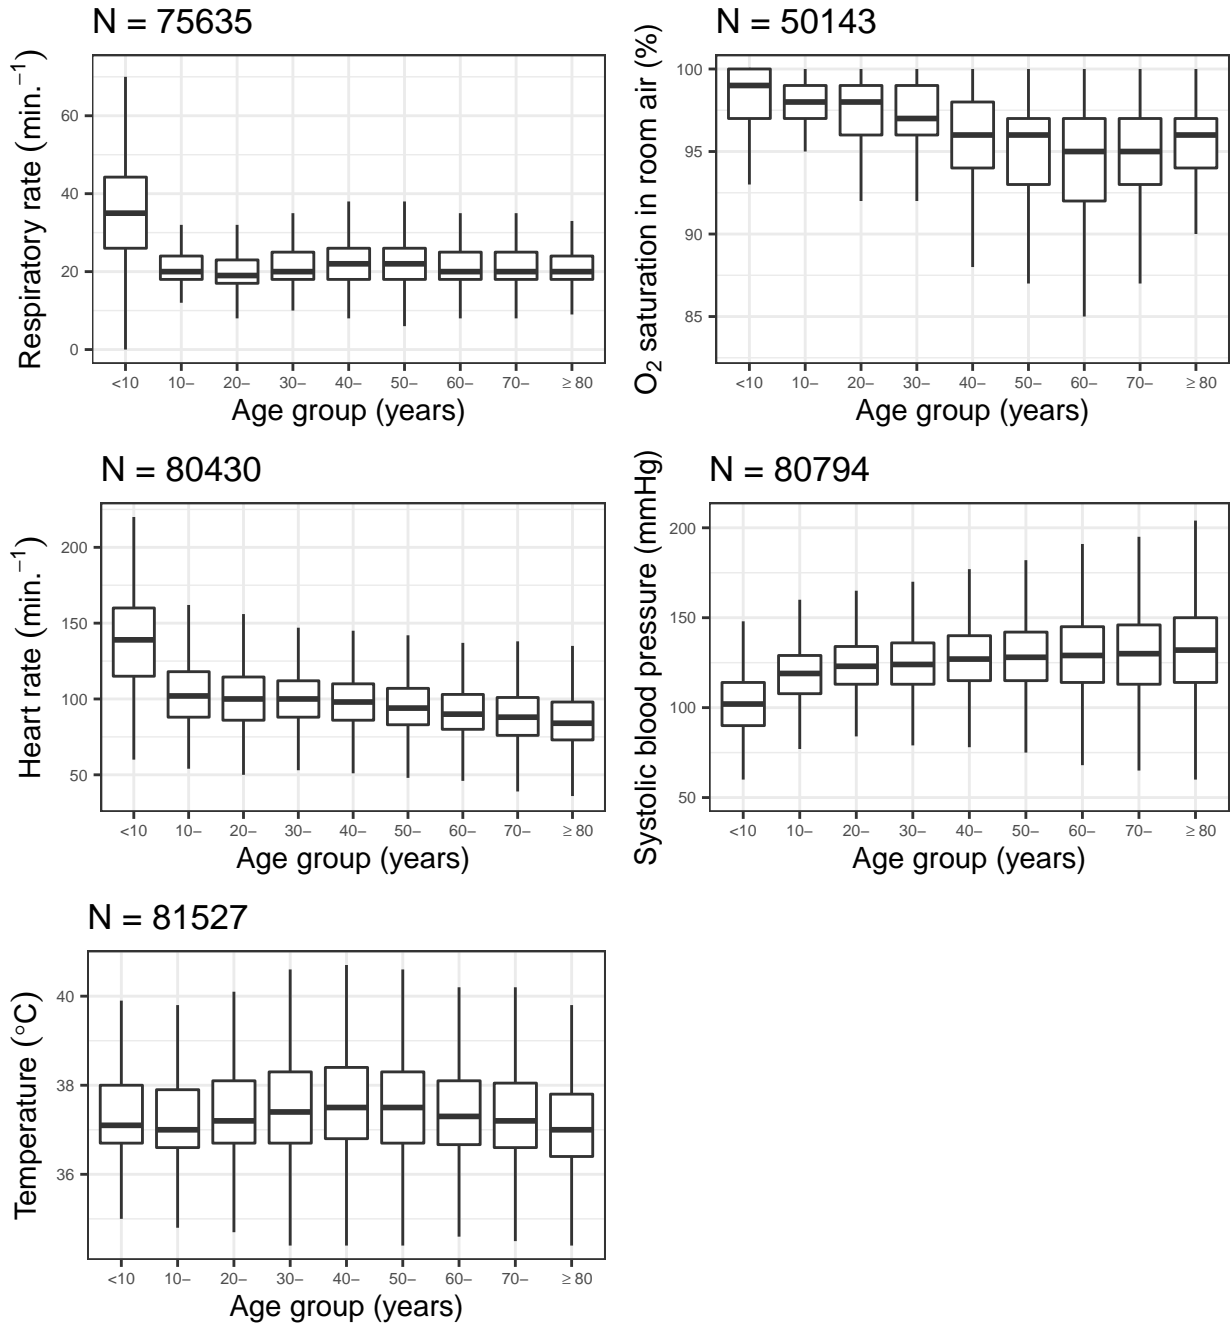 N = 75635
Respiratory rate (min.⁻¹)
60
40
20
0
<10 10– 20– 30– 40– 50– 60– 70– ≥ 80
Age group (years)
N = 50143
O₂ saturation in room air (%)
100
95
90
85
<10 10– 20– 30– 40– 50– 60– 70– ≥ 80
Age group (years)
N = 80430
Heart rate (min.⁻¹)
200
150
100
50
<10 10– 20– 30– 40– 50– 60– 70– ≥ 80
Age group (years)
N = 80794
Systolic blood pressure (mmHg)
200
150
100
50
<10 10– 20– 30– 40– 50– 60– 70– ≥ 80
Age group (years)
N = 81527
Temperature (°C)
40
38
36
<10 10– 20– 30– 40– 50– 60– 70– ≥ 80
Age group (years)